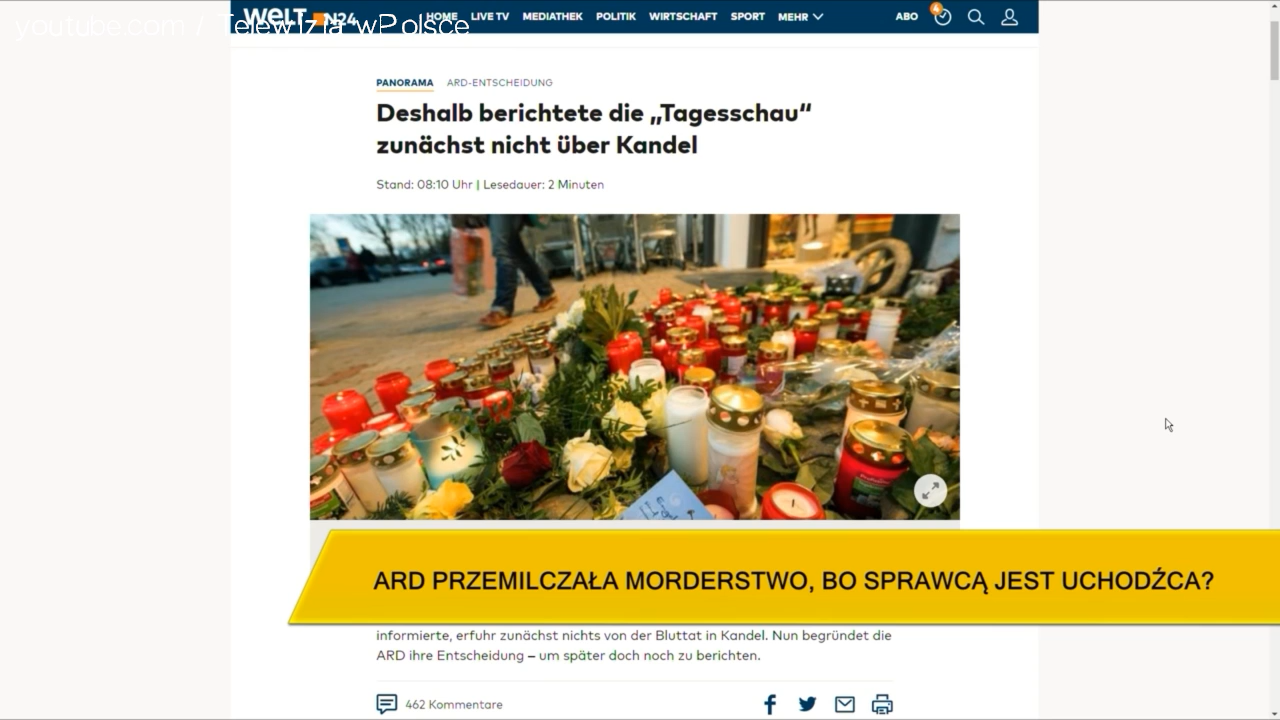 youtube.com / Telewizja wPolsce
WELT N24 HOME LIVE TV MEDIATHEK POLITIK WIRTSCHAFT SPORT MEHR ABO 4
PANORAMA ARD-ENTSCHEIDUNG
Deshalb berichtete die „Tagesschau“
zunächst nicht über Kandel
Stand: 08:10 Uhr | Lesedauer: 2 Minuten
ARD PRZEMILCZAŁA MORDERSTWO, BO SPRAWCĄ JEST UCHODŹCA?
informierte, erfuhr zunächst nichts von der Bluttat in Kandel. Nun begründet die
ARD ihre Entscheidung – um später doch noch zu berichten.
462 Kommentare